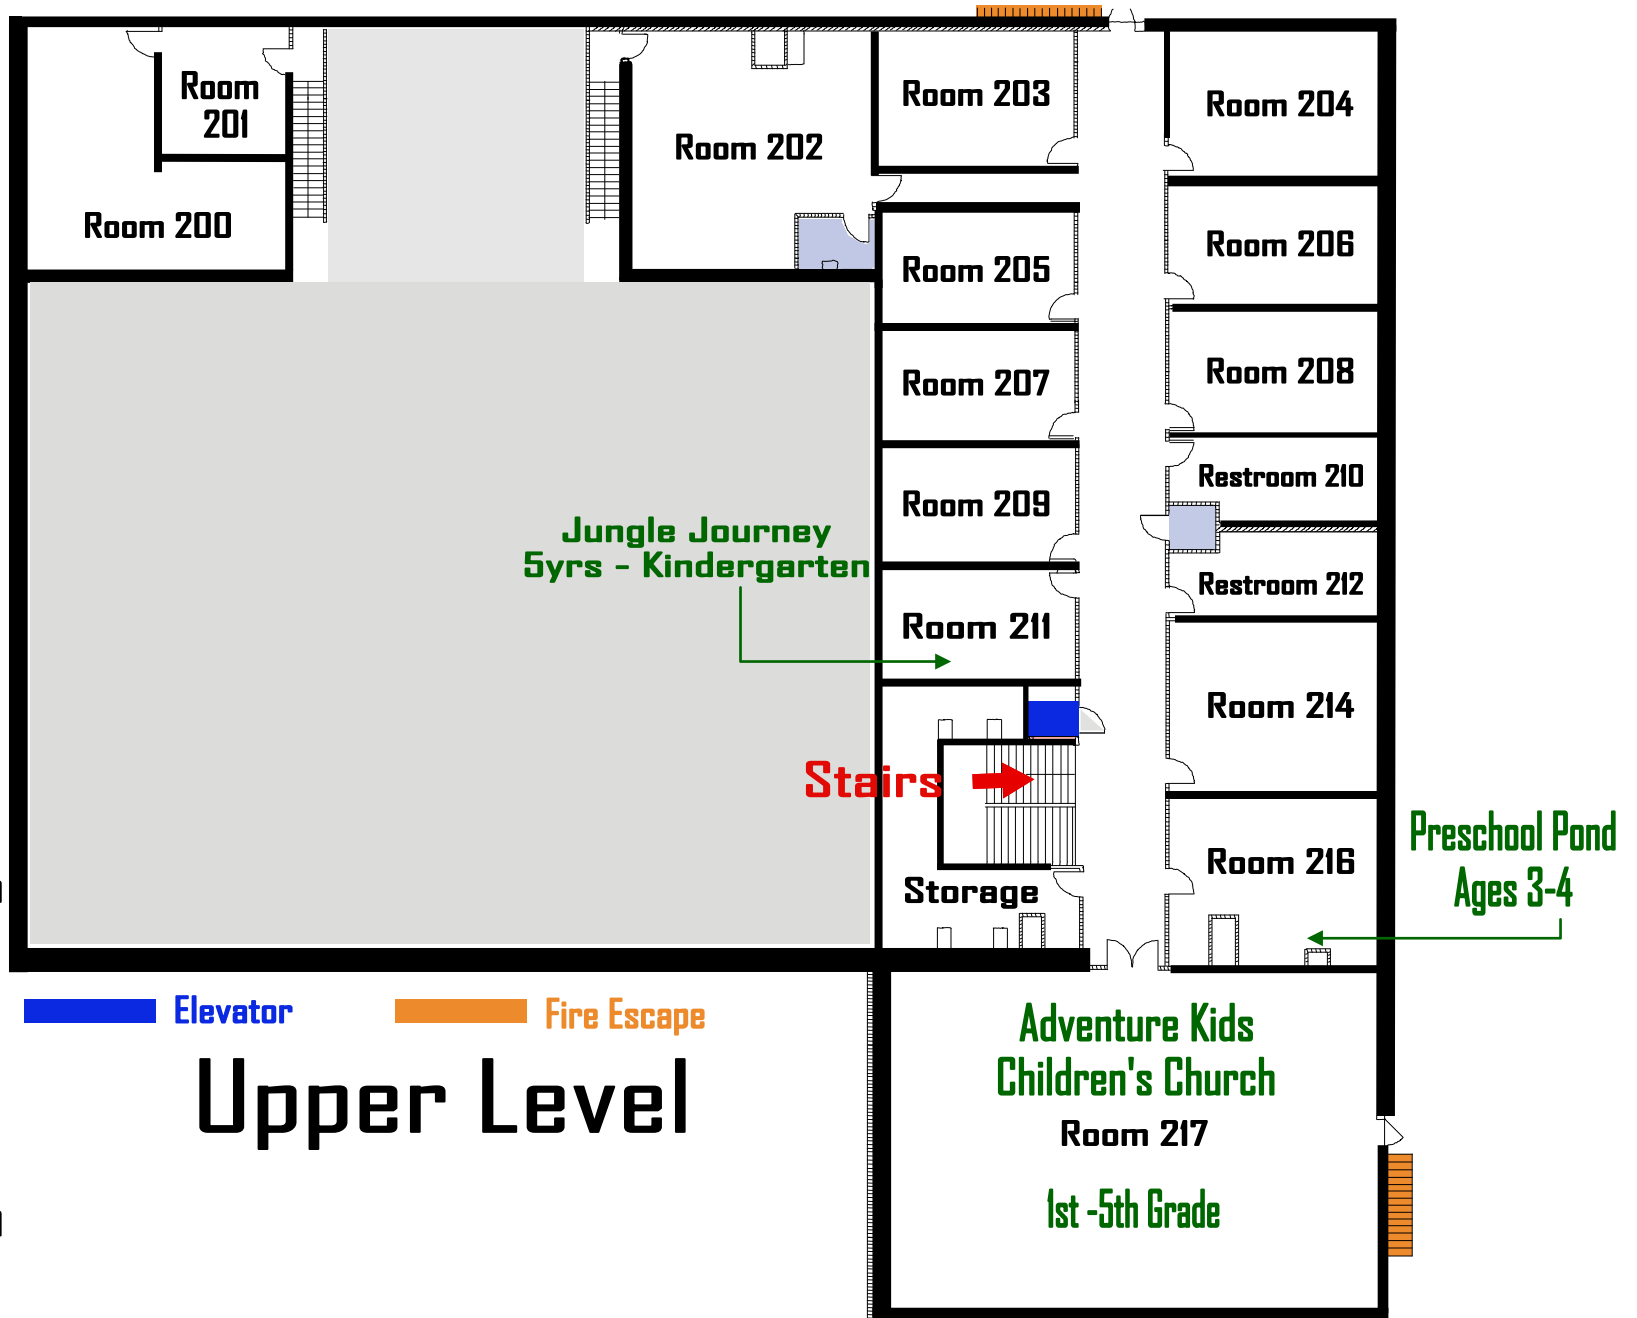 Room
201
Room 200
Room 202
Room 203
Room 204
Room 205
Room 206
Room 207
Room 208
Room 209
Restroom 210
Jungle Journey
5yrs - Kindergarten
Room 211
Restroom 212
Room 214
Stairs
Storage
Room 216
Preschool Pond
Ages 3-4
Elevator
Fire Escape
Upper Level
Adventure Kids
Children's Church
Room 217
1st -5th Grade